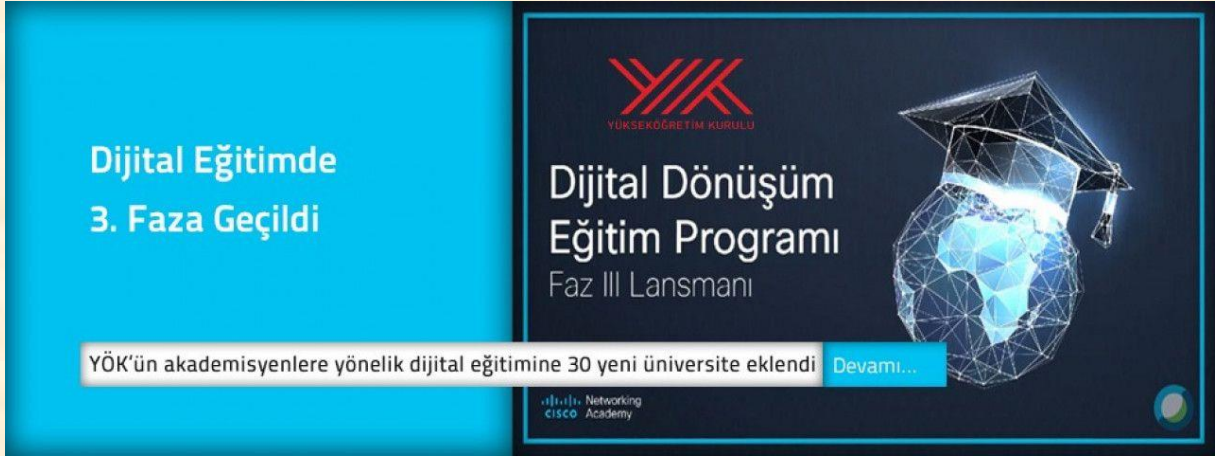 Dijital Eğitimde
3. Faza Geçildi
YÖK
YÜKSEKÖĞRETİM KURULU
Dijital Dönüşüm
Eğitim Programı
Faz III Lansmanı
YÖK'ün akademisyenlere yönelik dijital eğitimine 30 yeni üniversite eklendi
Devamı...
Networking
CISCO Academy